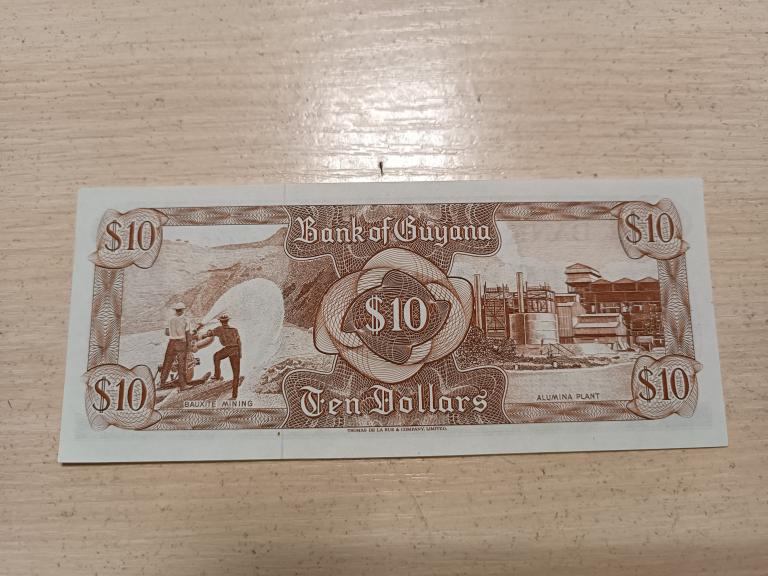 $10
Bank of Guyana
$10
$10
$10
BAUXITE MINING
Ten Dollars
ALUMINA PLANT
$10
THOMAS DE LA RUE & COMPANY, LIMITED.